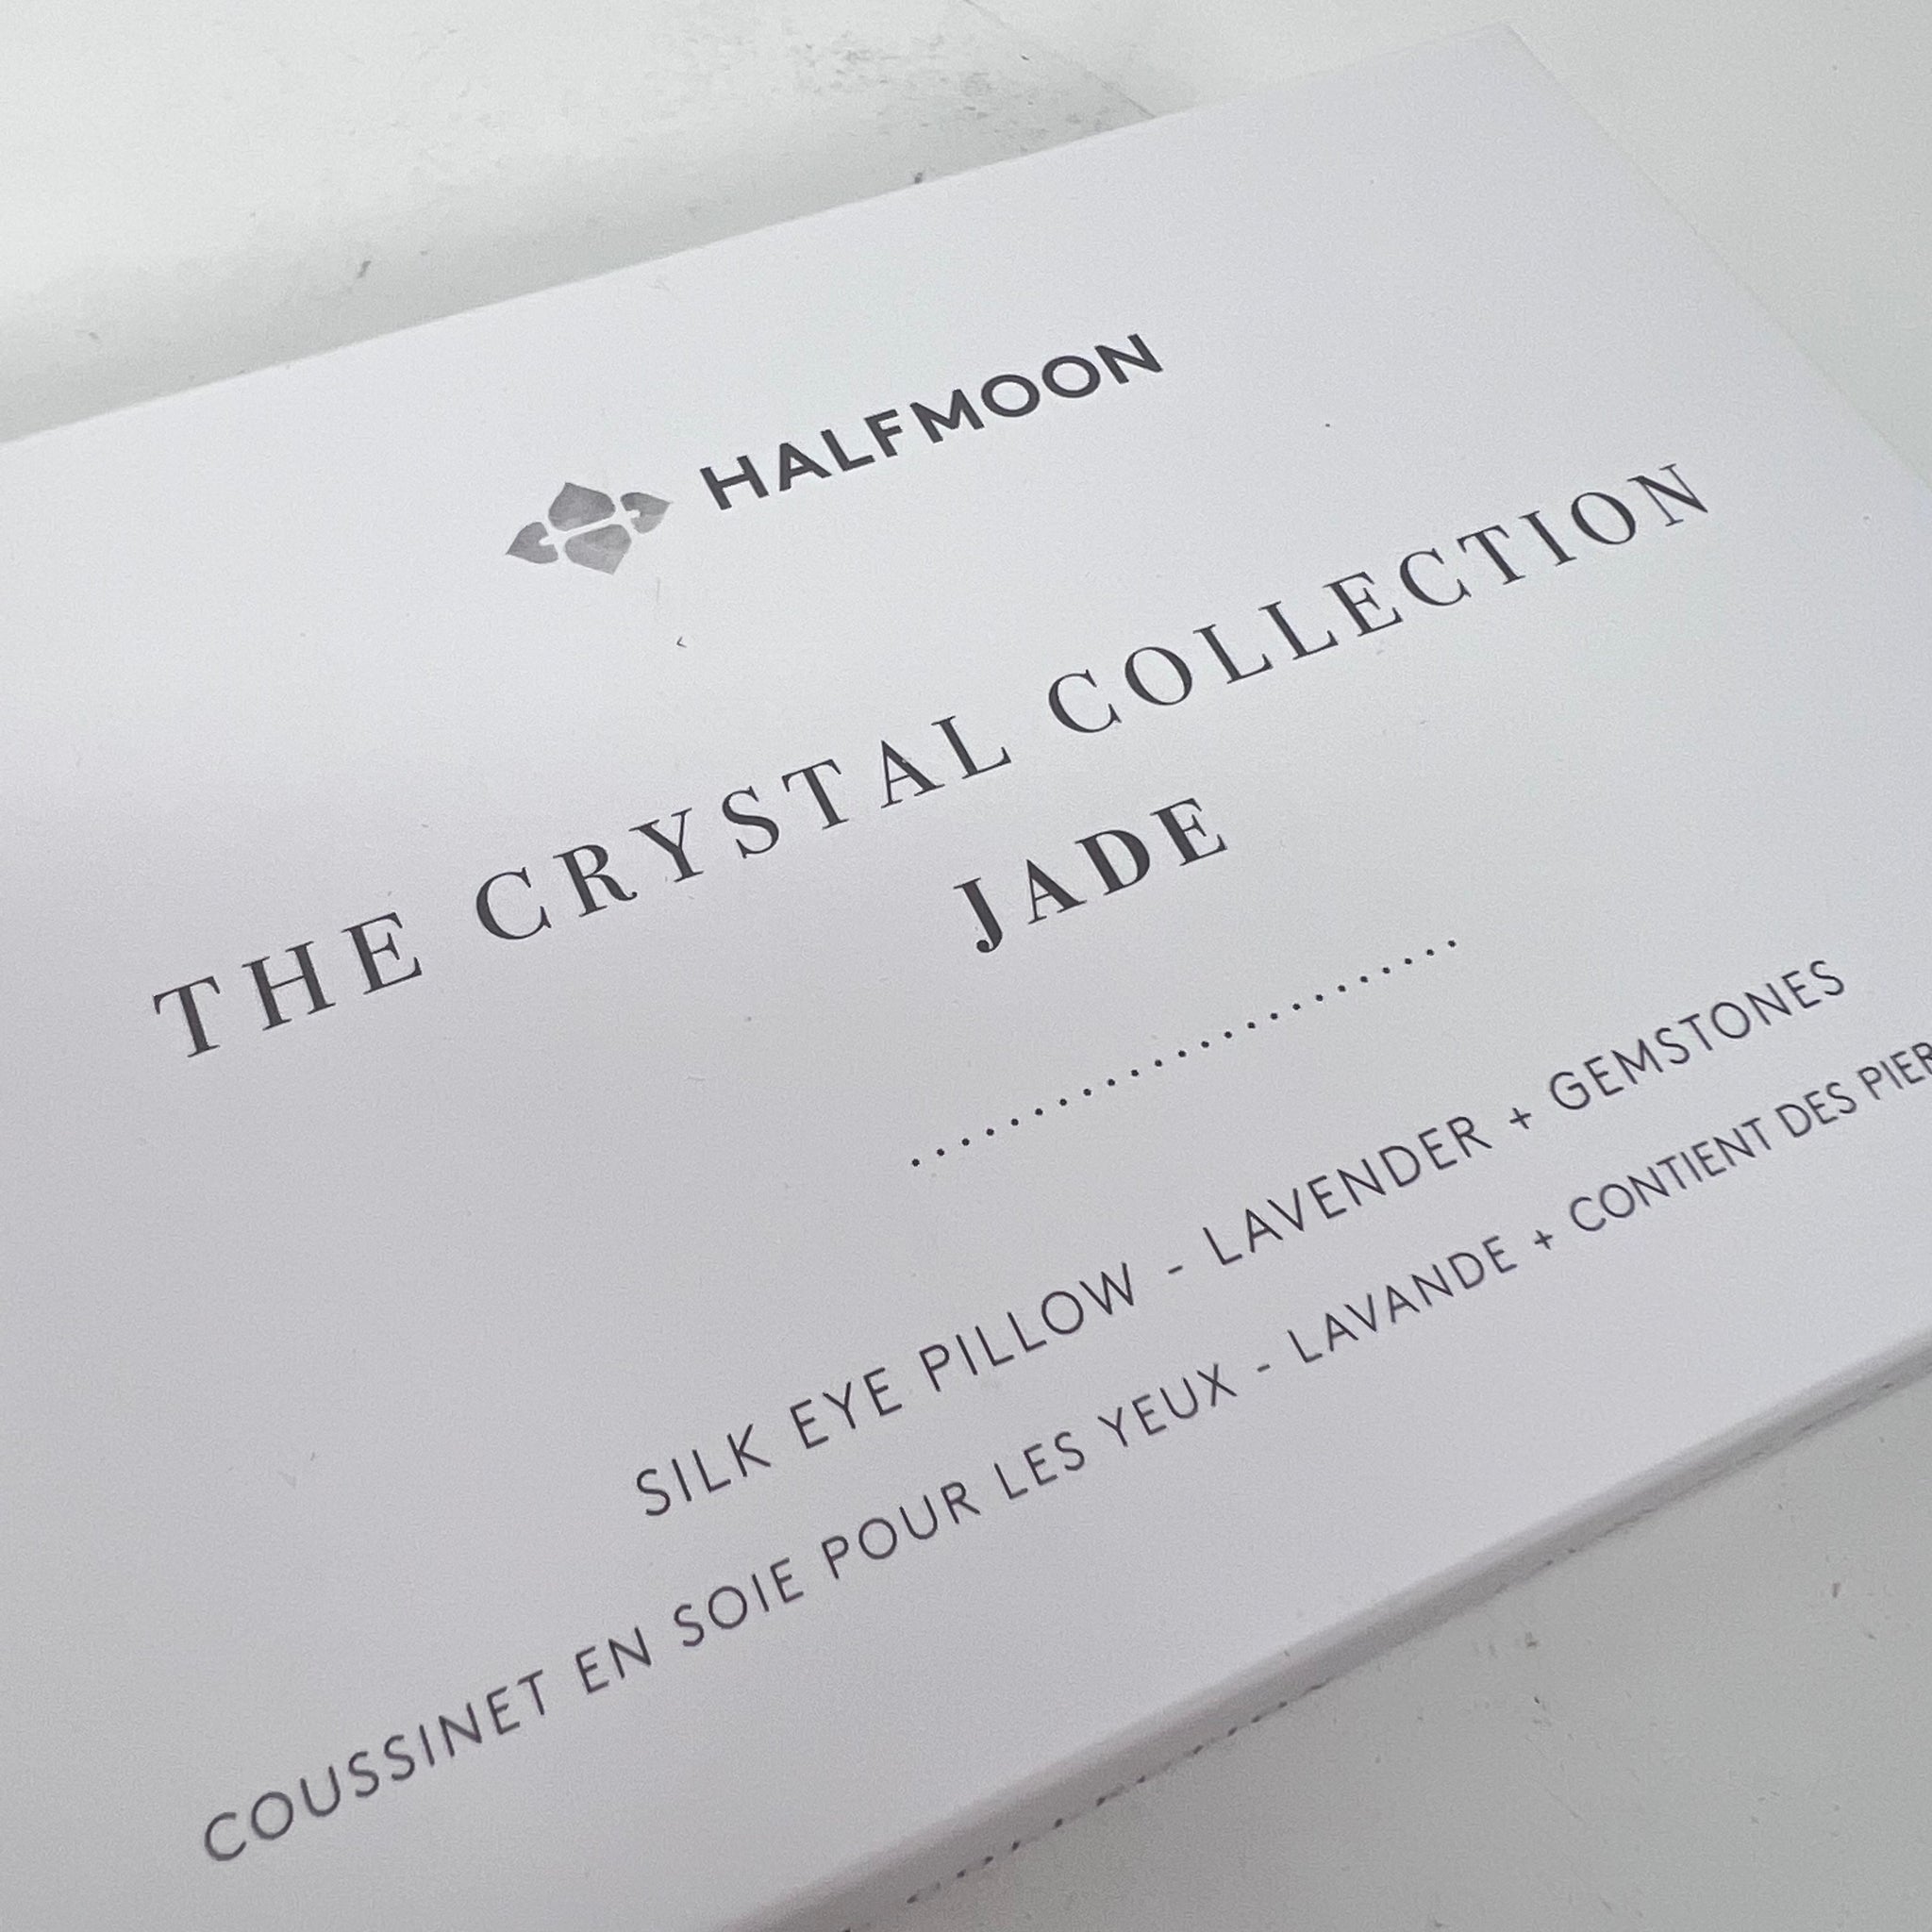 HALFMOON
THE CRYSTAL COLLECTION
JADE
SILK EYE PILLOW - LAVENDER + GEMSTONES
COUSSINET EN SOIE POUR LES YEUX - LAVANDE + CONTIENT DES